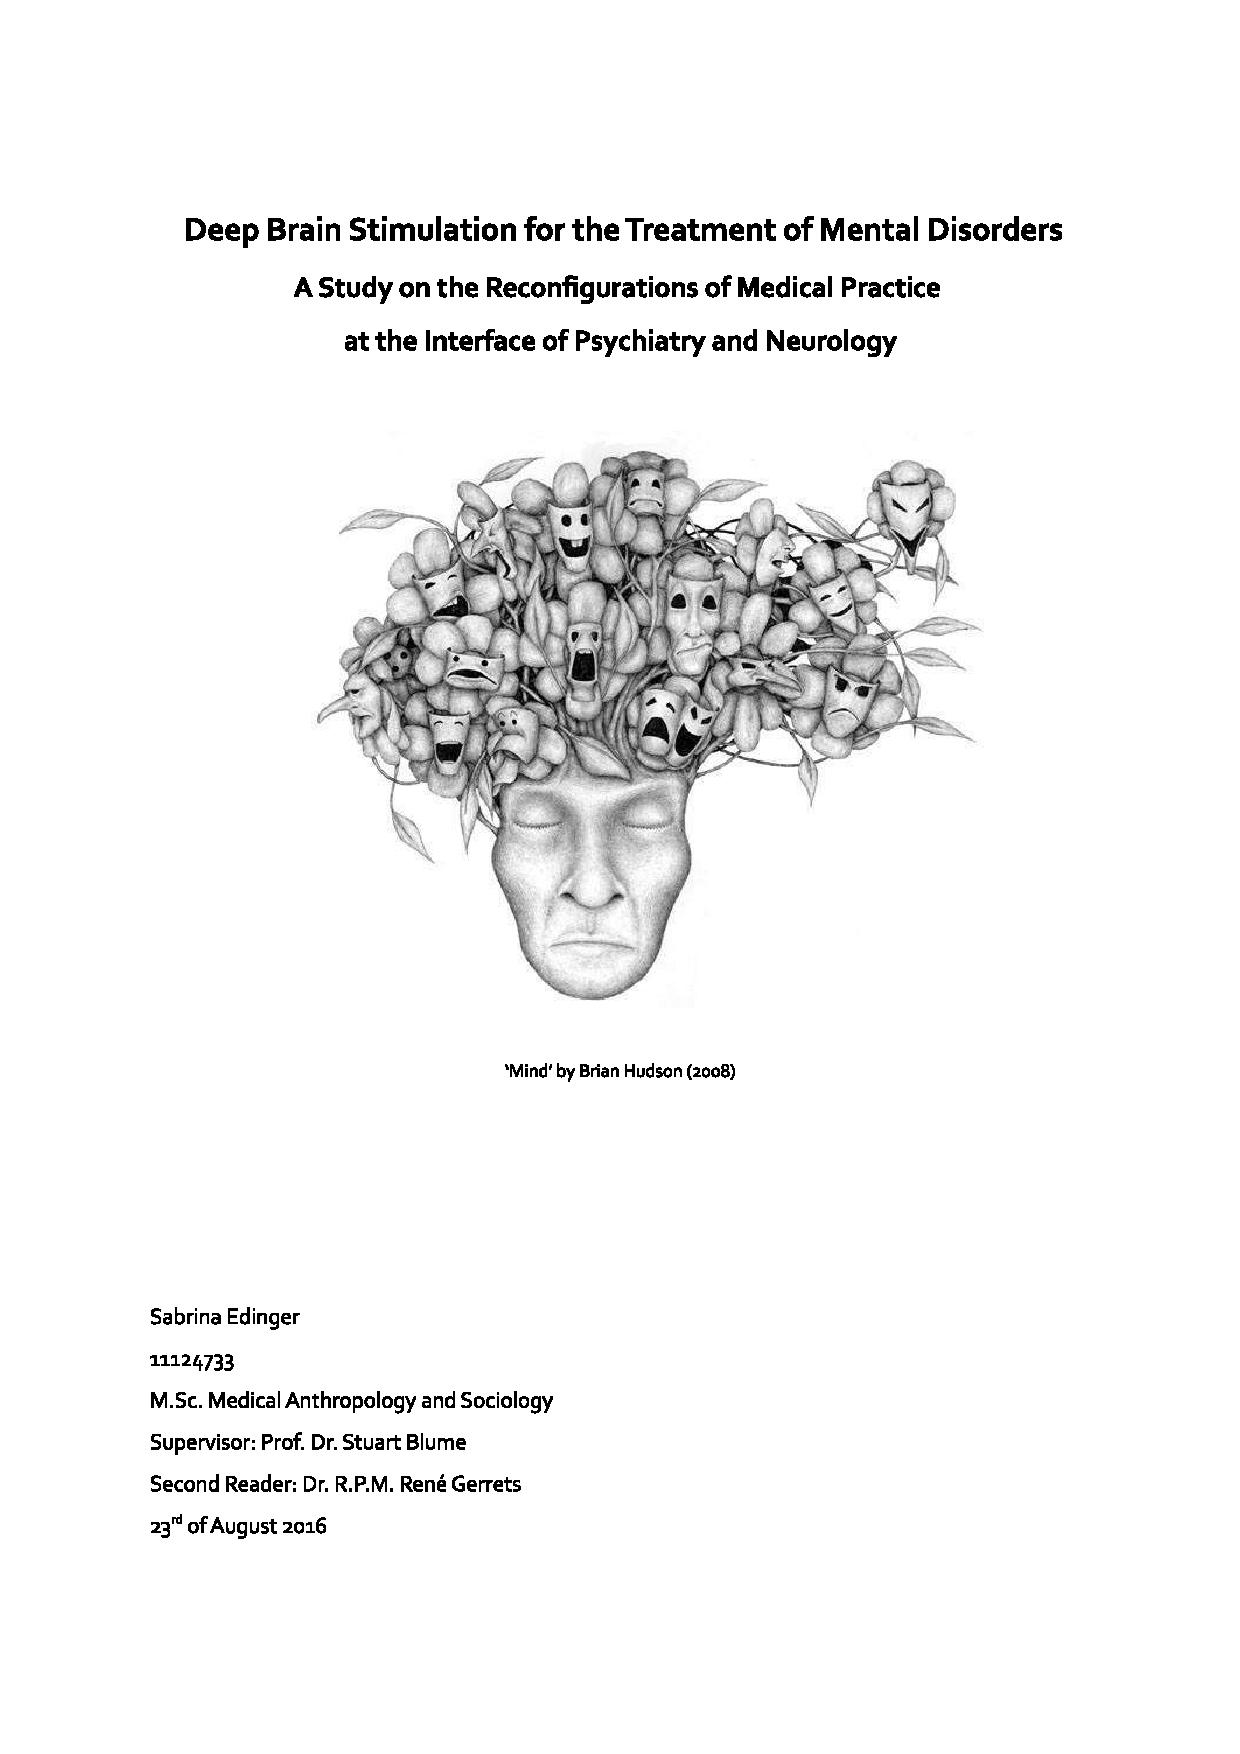 Deep Brain Stimulation for the Treatment of Mental Disorders
A Study on the Reconfigurations of Medical Practice
at the Interface of Psychiatry and Neurology
‘Mind’ by Brian Hudson (2008)
Sabrina Edinger
11124733
M.Sc. Medical Anthropology and Sociology
Supervisor: Prof. Dr. Stuart Blume
Second Reader: Dr. R.P.M. René Gerrets
23rd of August 2016